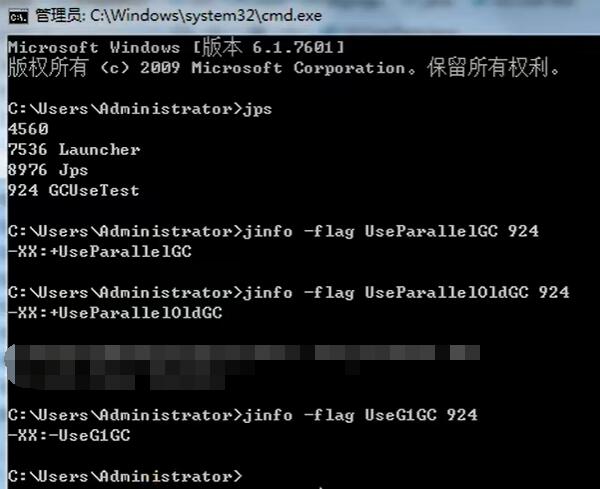 管理员: C:\Windows\system32\cmd.exe
Microsoft Windows [版本 6.1.7601]
版权所有 (c) 2009 Microsoft Corporation。保留所有权利。
C:\Users\Administrator>jps
4560
7536 Launcher
8976 Jps
924 GCUseTest
C:\Users\Administrator>jinfo -flag UseParallelGC 924
-XX:+UseParallelGC
C:\Users\Administrator>jinfo -flag UseParallelOldGC 924
-XX:+UseParallelOldGC
C:\Users\Administrator>jinfo -flag UseG1GC 924
-XX:-UseG1GC
C:\Users\Administrator>